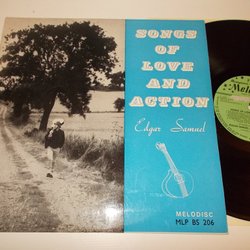 SONGS
OF
LOVE
AND
ACTION
Edgar Samuel
MELODISC
MLP BS 206